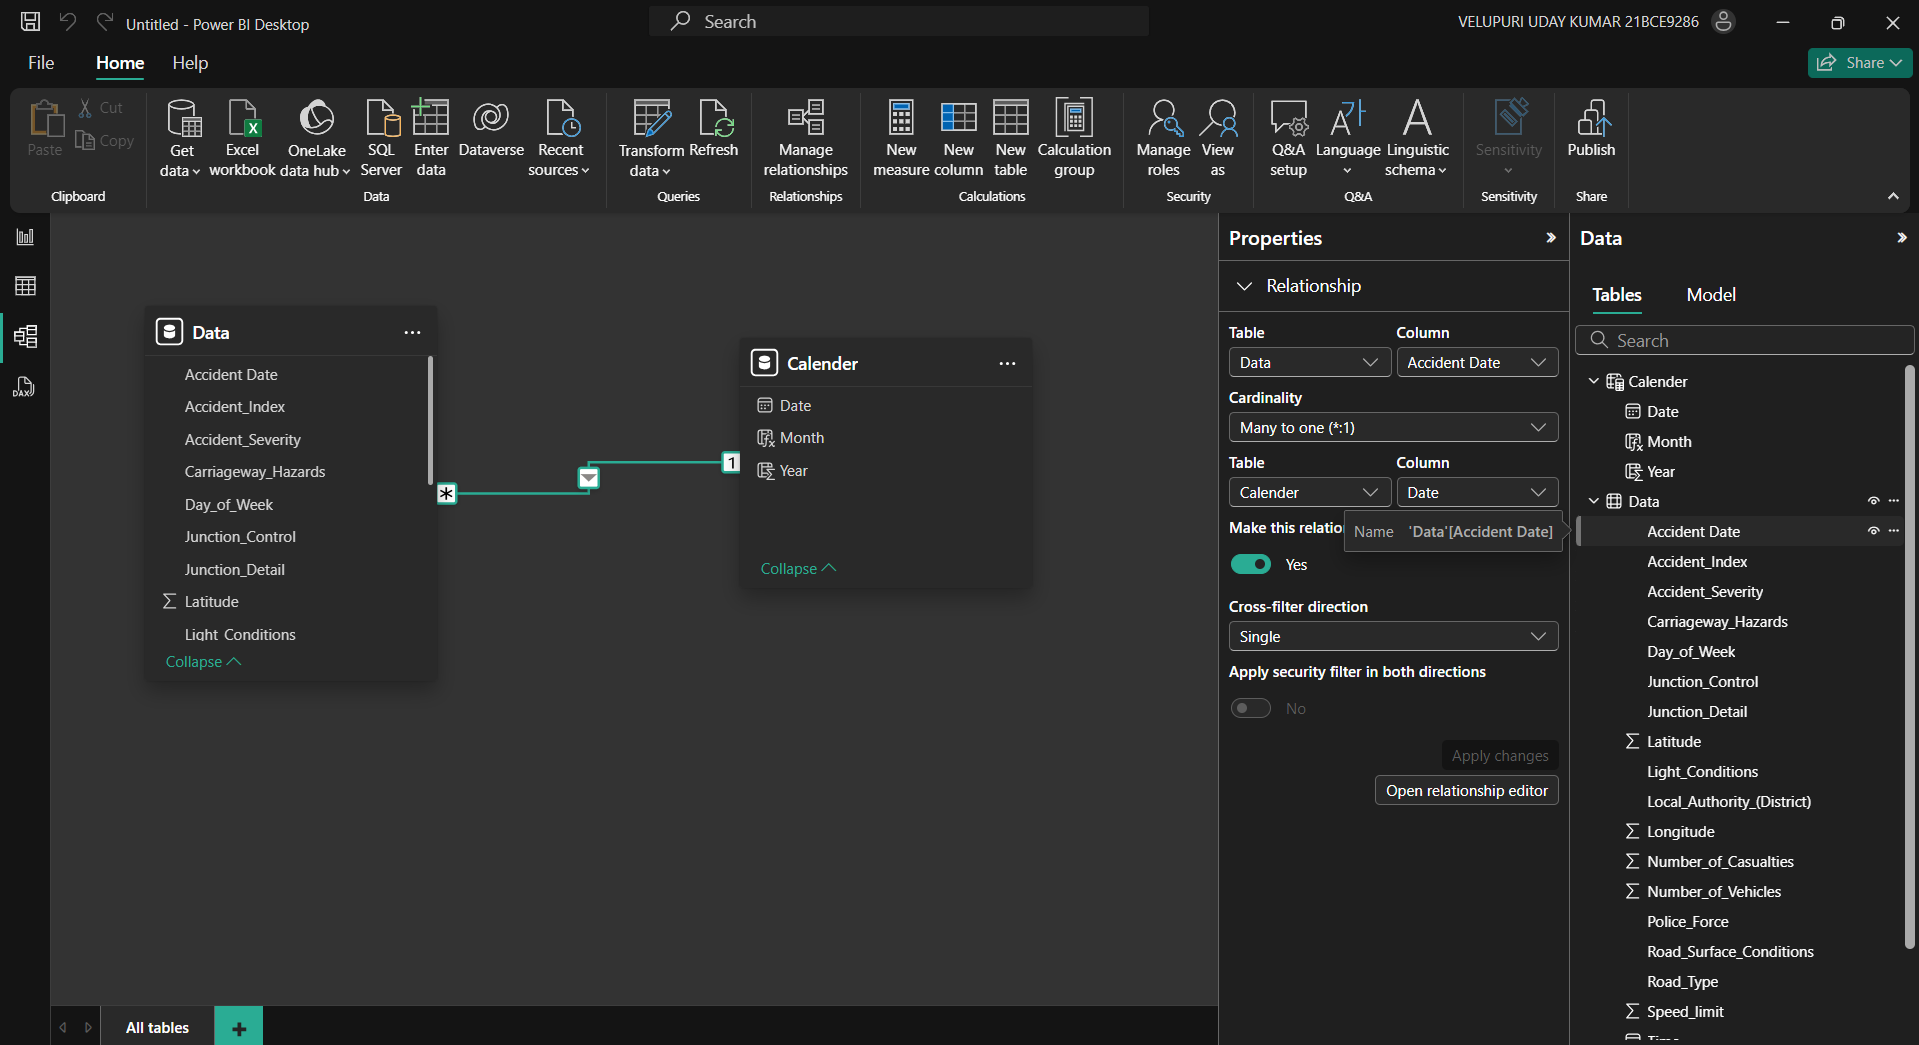 Untitled - Power BI Desktop
Search
VELUPURI UDAY KUMAR 21BCE9286
File
Home
Help
Share
Paste
Cut
Copy
Clipboard
Get data
Excel workbook
OneLake data hub
SQL Server
Enter data
Dataverse
Recent sources
Data
Transform data
Refresh
Queries
Manage relationships
Relationships
New measure
New column
New table
Calculation group
Calculations
Manage roles
View as
Security
Q&A setup
Language
Linguistic schema
Q&A
Sensitivity
Sensitivity
Publish
Share
DAX
Data
Accident Date
Accident_Index
Accident_Severity
Carriageway_Hazards
Day_of_Week
Junction_Control
Junction_Detail
Latitude
Light_Conditions
Collapse
*
1
Calender
Date
Month
Year
Collapse
All tables
Properties
Relationship
Table
Column
Data
Accident Date
Cardinality
Many to one (*:1)
Table
Column
Calender
Date
Make this relatio
Name 'Data'[Accident Date]
Yes
Cross-filter direction
Single
Apply security filter in both directions
No
Apply changes
Open relationship editor
Data
Tables
Model
Search
Calender
Date
Month
Year
Data
Accident Date
Accident_Index
Accident_Severity
Carriageway_Hazards
Day_of_Week
Junction_Control
Junction_Detail
Latitude
Light_Conditions
Local_Authority_(District)
Longitude
Number_of_Casualties
Number_of_Vehicles
Police_Force
Road_Surface_Conditions
Road_Type
Speed_limit